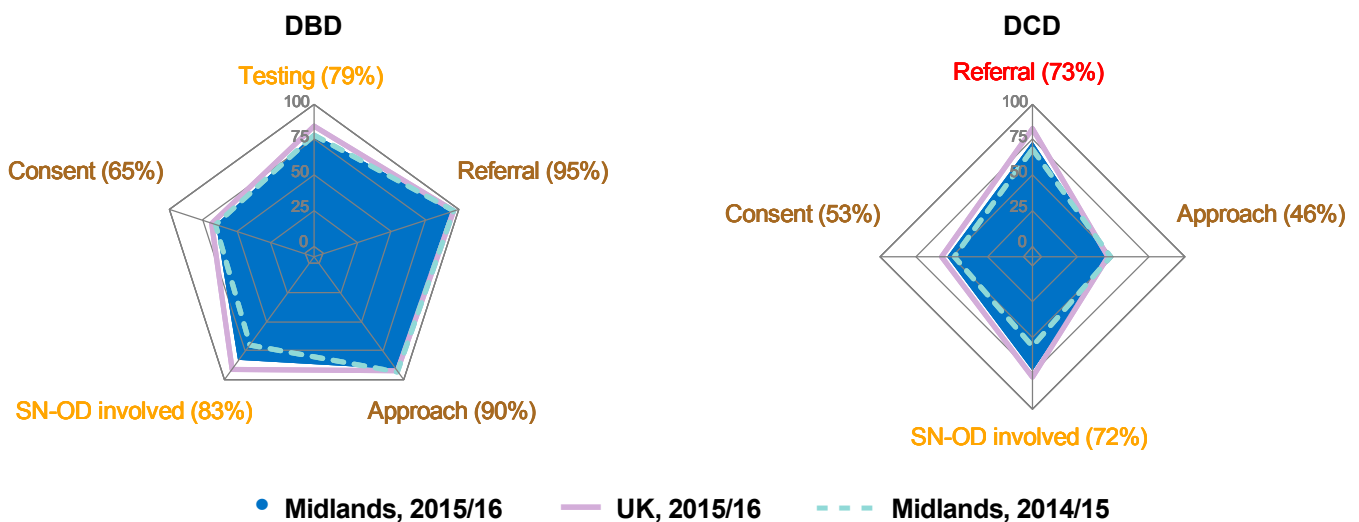 DBD
Testing (79%)
100
75
50
25
0
Consent (65%)
Referral (95%)
SN-OD involved (83%)
Approach (90%)
DCD
Referral (73%)
100
75
50
25
0
Consent (53%)
Approach (46%)
SN-OD involved (72%)
Midlands, 2015/16
UK, 2015/16
Midlands, 2014/15